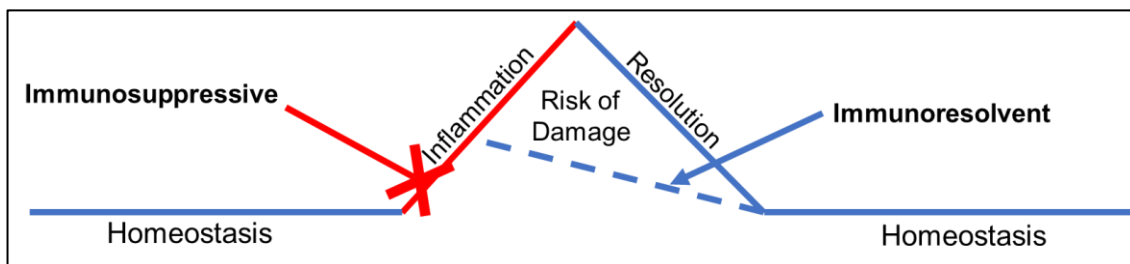 Immunosuppressive
Inflammation
Risk of
Damage
Resolution
Immunoresolvent
Homeostasis
Homeostasis